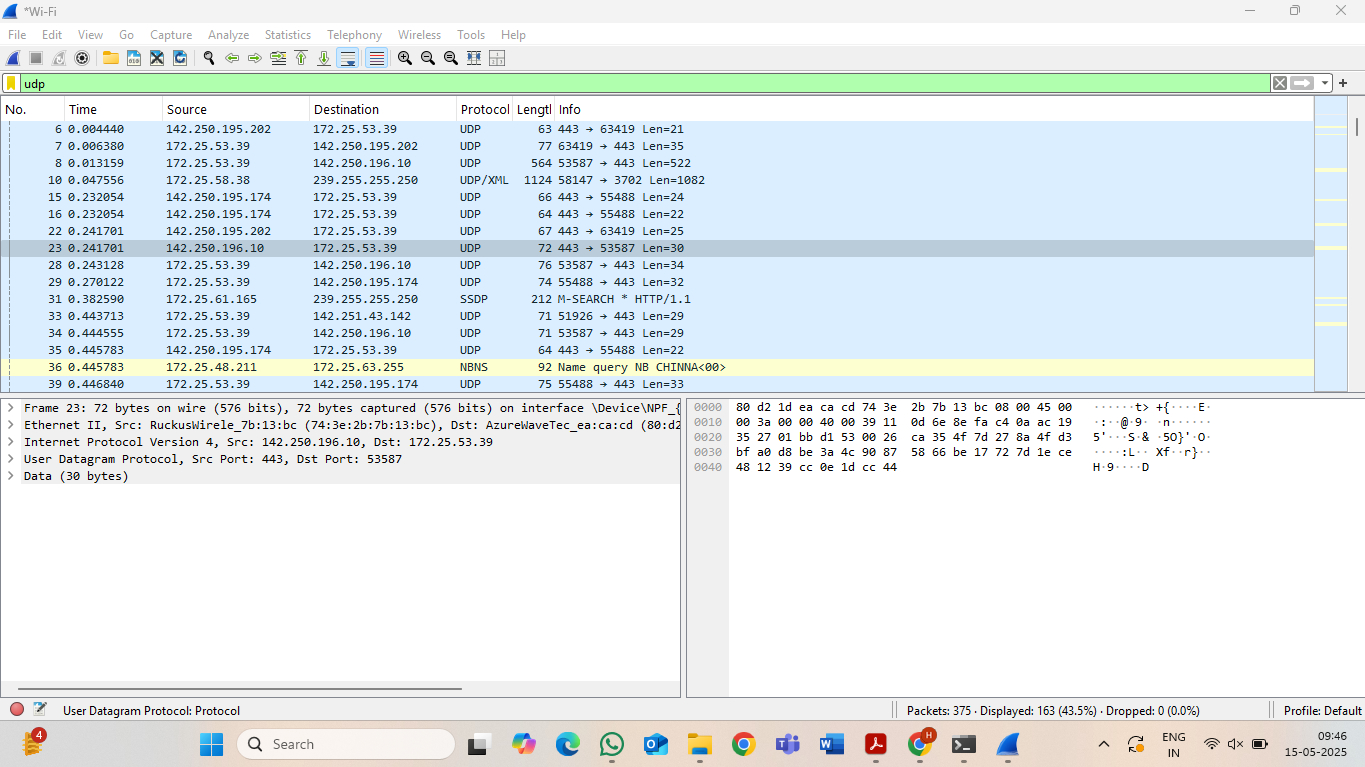 *Wi-Fi
File Edit View Go Capture Analyze Statistics Telephony Wireless Tools Help
udp
No. Time Source Destination Protocol Lengtl Info
6 0.004440 142.250.195.202 172.25.53.39 UDP 63 443 → 63419 Len=21
7 0.006380 172.25.53.39 142.250.195.202 UDP 77 63419 → 443 Len=35
8 0.013159 172.25.53.39 142.250.196.10 UDP 564 53587 → 443 Len=522
10 0.047556 172.25.58.38 239.255.255.250 UDP/XML 1124 58147 → 3702 Len=1082
15 0.232054 142.250.195.174 172.25.53.39 UDP 66 443 → 55488 Len=24
16 0.232054 142.250.195.174 172.25.53.39 UDP 64 443 → 55488 Len=22
22 0.241701 142.250.195.202 172.25.53.39 UDP 67 443 → 63419 Len=25
23 0.241701 142.250.196.10 172.25.53.39 UDP 72 443 → 53587 Len=30
28 0.243128 172.25.53.39 142.250.196.10 UDP 76 53587 → 443 Len=34
29 0.270122 172.25.53.39 142.250.195.174 UDP 74 55488 → 443 Len=32
31 0.382590 172.25.61.165 239.255.255.250 SSDP 212 M-SEARCH * HTTP/1.1
33 0.443713 172.25.53.39 142.251.43.142 UDP 71 51926 → 443 Len=29
34 0.444555 172.25.53.39 142.250.196.10 UDP 71 53587 → 443 Len=29
35 0.445783 142.250.195.174 172.25.53.39 UDP 64 443 → 55488 Len=22
36 0.445783 172.25.48.211 172.25.63.255 NBNS 92 Name query NB CHINNA<00>
39 0.446840 172.25.53.39 142.250.195.174 UDP 75 55488 → 443 Len=33
Frame 23: 72 bytes on wire (576 bits), 72 bytes captured (576 bits) on interface \Device\NPF_{
Ethernet II, Src: RuckusWirele_7b:13:bc (74:3e:2b:7b:13:bc), Dst: AzureWaveTec_ea:ca:cd (80:d2
Internet Protocol Version 4, Src: 142.250.196.10, Dst: 172.25.53.39
User Datagram Protocol, Src Port: 443, Dst Port: 53587
Data (30 bytes)
0000 80 d2 1d ea ca cd 74 3e 2b 7b 13 bc 08 00 45 00 ······t> +{····E·
0010 00 3a 00 00 40 00 39 11 0d 6e 8e fa c4 0a ac 19 ·:··@·9· ·n······
0020 35 27 01 bb d1 53 00 26 ca 35 4f 7d 27 8a 4f d3 5'···S·& ·5O}'·O·
0030 bf a0 d8 be 3a 4c 90 87 58 66 be 17 72 7d 1e ce ····:L·· Xf··r}··
0040 48 12 39 cc 0e 1d cc 44 H·9····D
User Datagram Protocol: Protocol
Packets: 375 · Displayed: 163 (43.5%) · Dropped: 0 (0.0%)
Profile: Default
4
Search
H
ENG
IN
09:46
15-05-2025